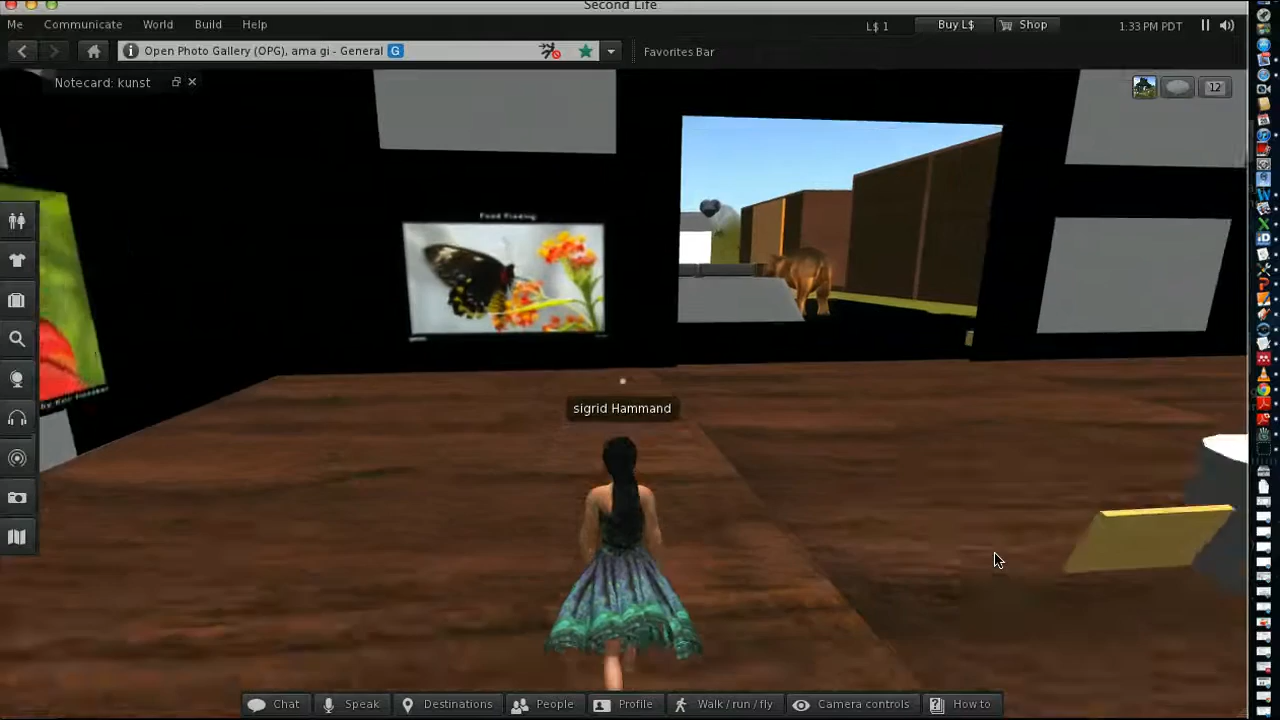 Second Life
Me Communicate World Build Help
L$ 1 Buy L$ Shop 1:33 PM PDT
Open Photo Gallery (OPG), ama gi - General G
Favorites Bar
Notecard: kunst
12
Food Finding
sigrid Hammand
Chat Speak Destinations People Profile Walk / run / fly Camera controls How to